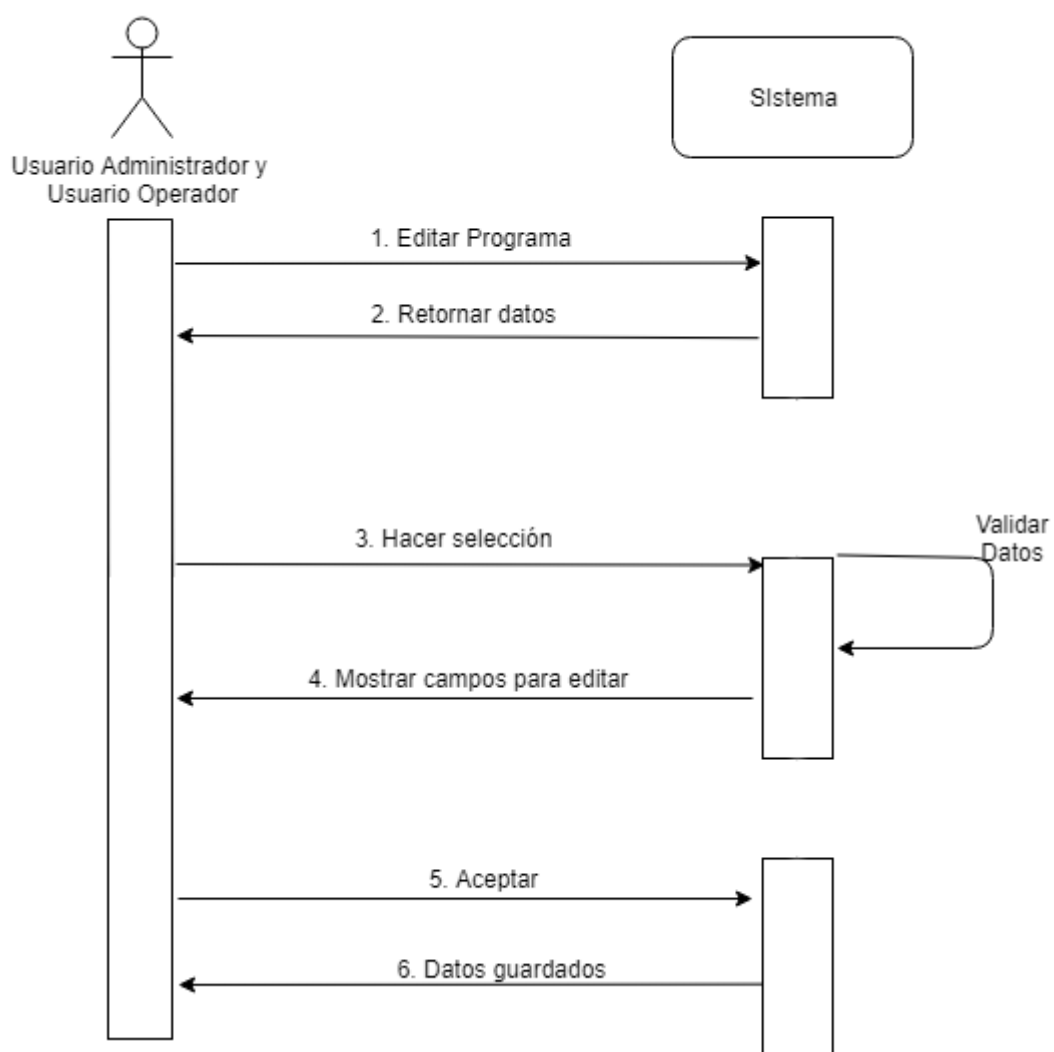 SIstema
Usuario Administrador y
Usuario Operador
1. Editar Programa
2. Retornar datos
Validar
Datos
3. Hacer selección
4. Mostrar campos para editar
5. Aceptar
6. Datos guardados